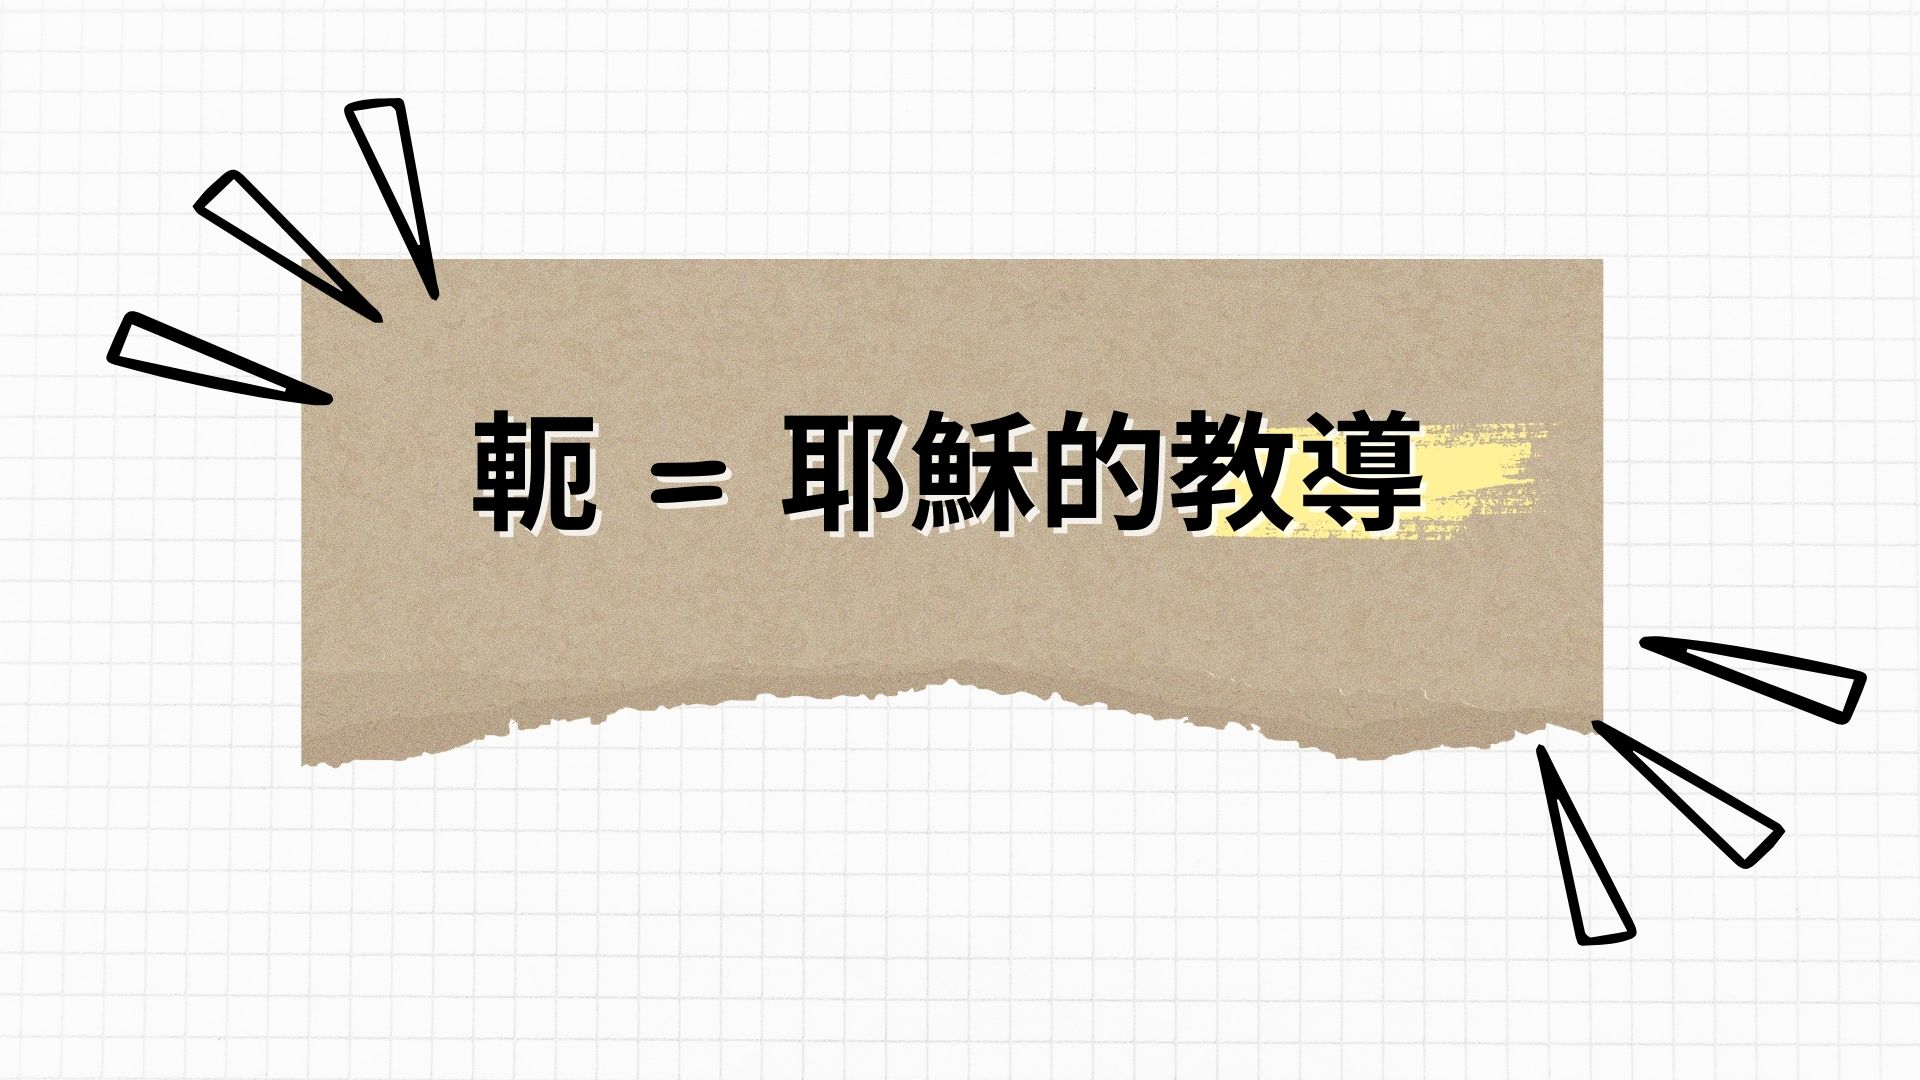 軛 = 耶穌的教導